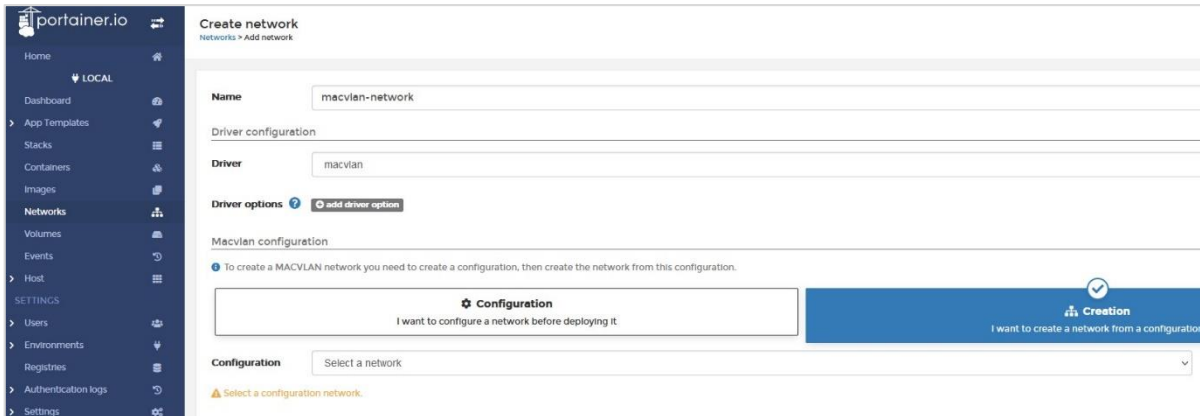 portainer.io
Home
LOCAL
Dashboard
App Templates
Stacks
Containers
Images
Networks
Volumes
Events
Host
SETTINGS
Users
Environments
Registries
Authentication logs
Settings
Create network
Networks > Add network
Name
macvlan-network
Driver configuration
Driver
macvlan
Driver options
add driver option
Macvlan configuration
To create a MACVLAN network you need to create a configuration, then create the network from this configuration.
Configuration
I want to configure a network before deploying it
Creation
I want to create a network from a configuration
Configuration
Select a network
Select a configuration network.